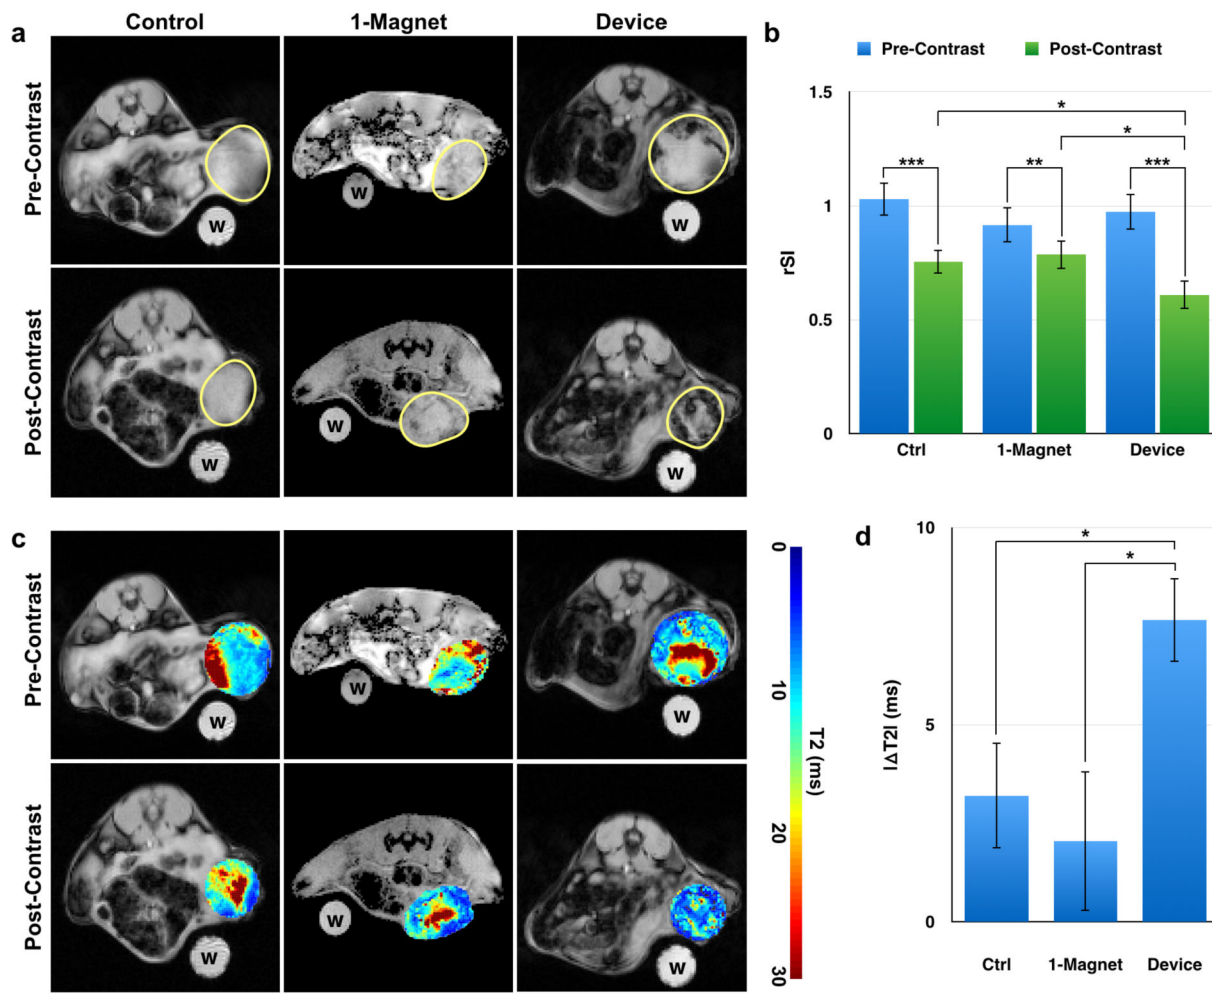 a
Control
1-Magnet
Device
Pre-Contrast
W
W
W
Post-Contrast
W
W
W
b
Pre-Contrast
Post-Contrast
rSI
1.5
1
0.5
0
*
*
***
**
***
Ctrl
1-Magnet
Device
c
Pre-Contrast
W
W
W
Post-Contrast
W
W
W
0
10
20
30
T2 (ms)
d
|ΔT2| (ms)
10
5
0
*
*
Ctrl
1-Magnet
Device